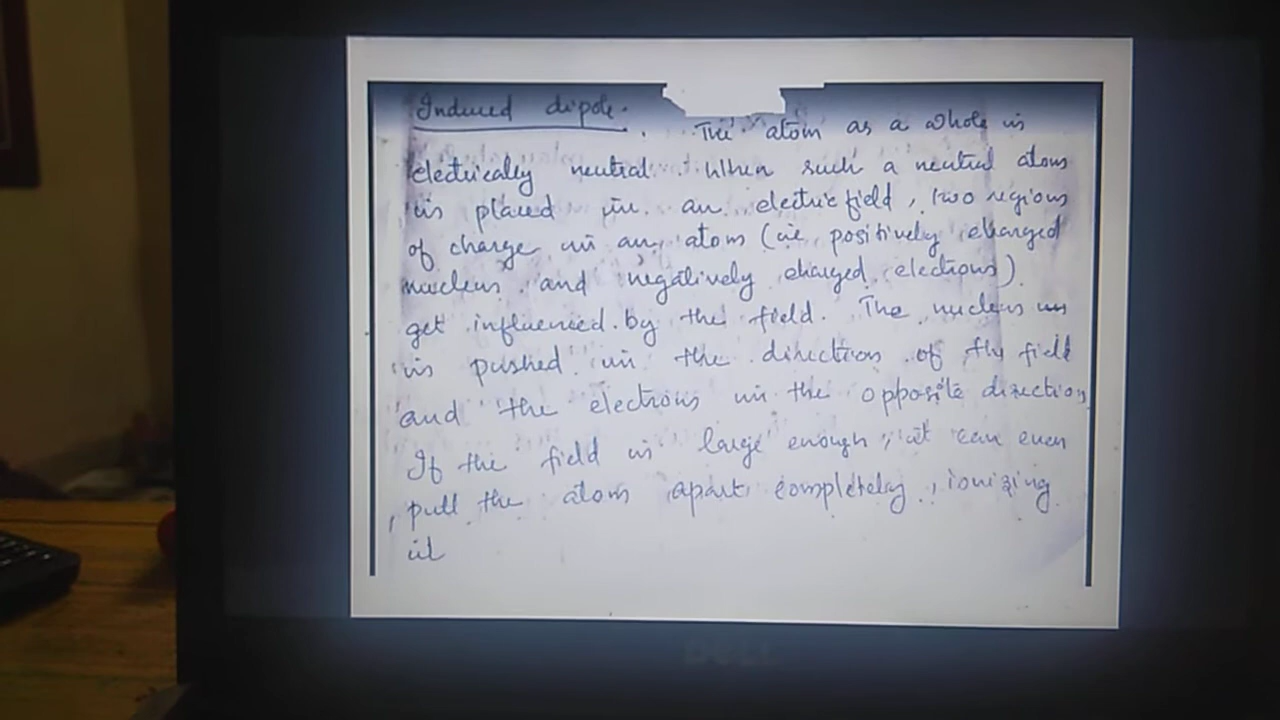 Induced dipole.
The atom as a whole is
electrically neutral. When such a neutral atom
is placed in an electric field, two regions
of charge in an atom (ie positively charged
nucleus and negatively charged electrons)
get influenced by the field. The nucleus
is pushed in the direction of the field
and the electrons in the opposite direction
If the field is large enough, it can even
pull the atom apart completely, ionizing
it
DELL